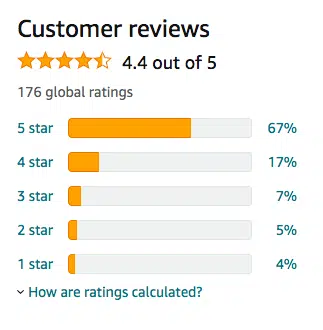 Customer reviews
4.4 out of 5
176 global ratings
5 star 67%
4 star 17%
3 star 7%
2 star 5%
1 star 4%
How are ratings calculated?